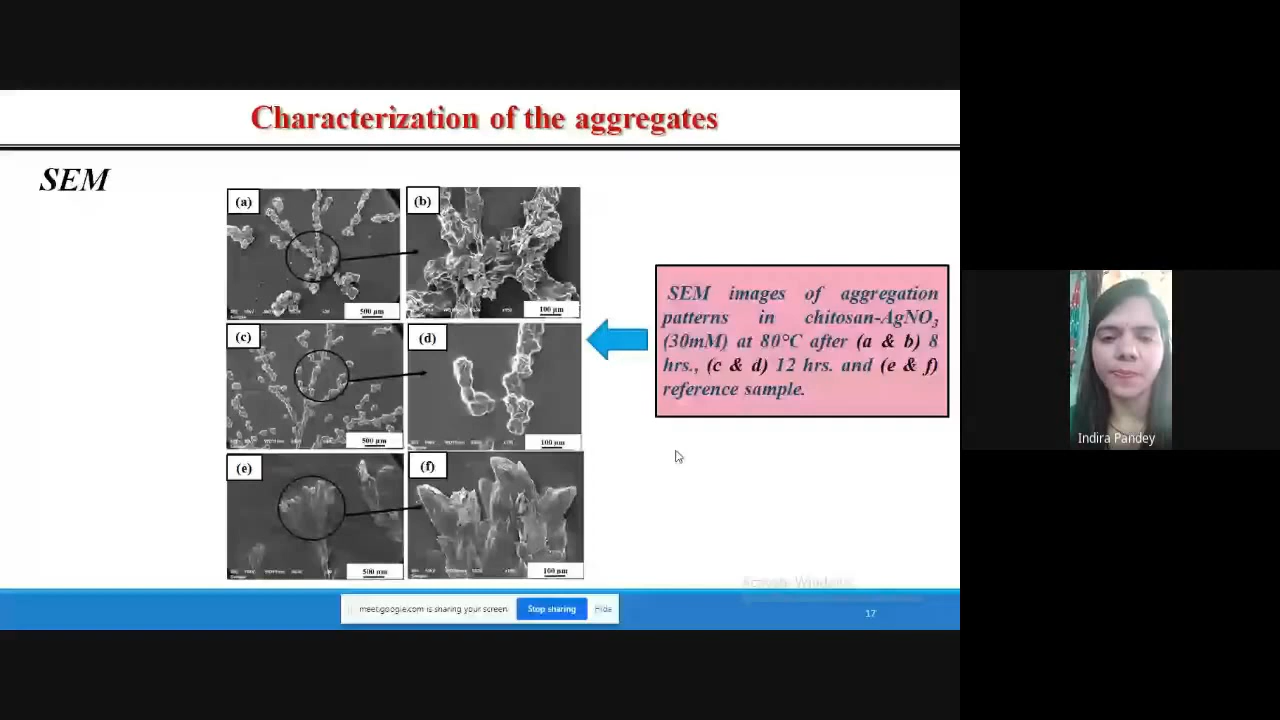 Characterization of the aggregates
SEM
(a)
(b)
500 μm
100 μm
(c)
(d)
500 μm
100 μm
(e)
(f)
500 μm
100 μm
SEM images of aggregation
patterns in chitosan-AgNO3
(30mM) at 80°C after (a & b) 8
hrs., (c & d) 12 hrs. and (e & f)
reference sample.
Indira Pandey
Activate Windows
meet.google.com is sharing your screen
Stop sharing
Hide
17